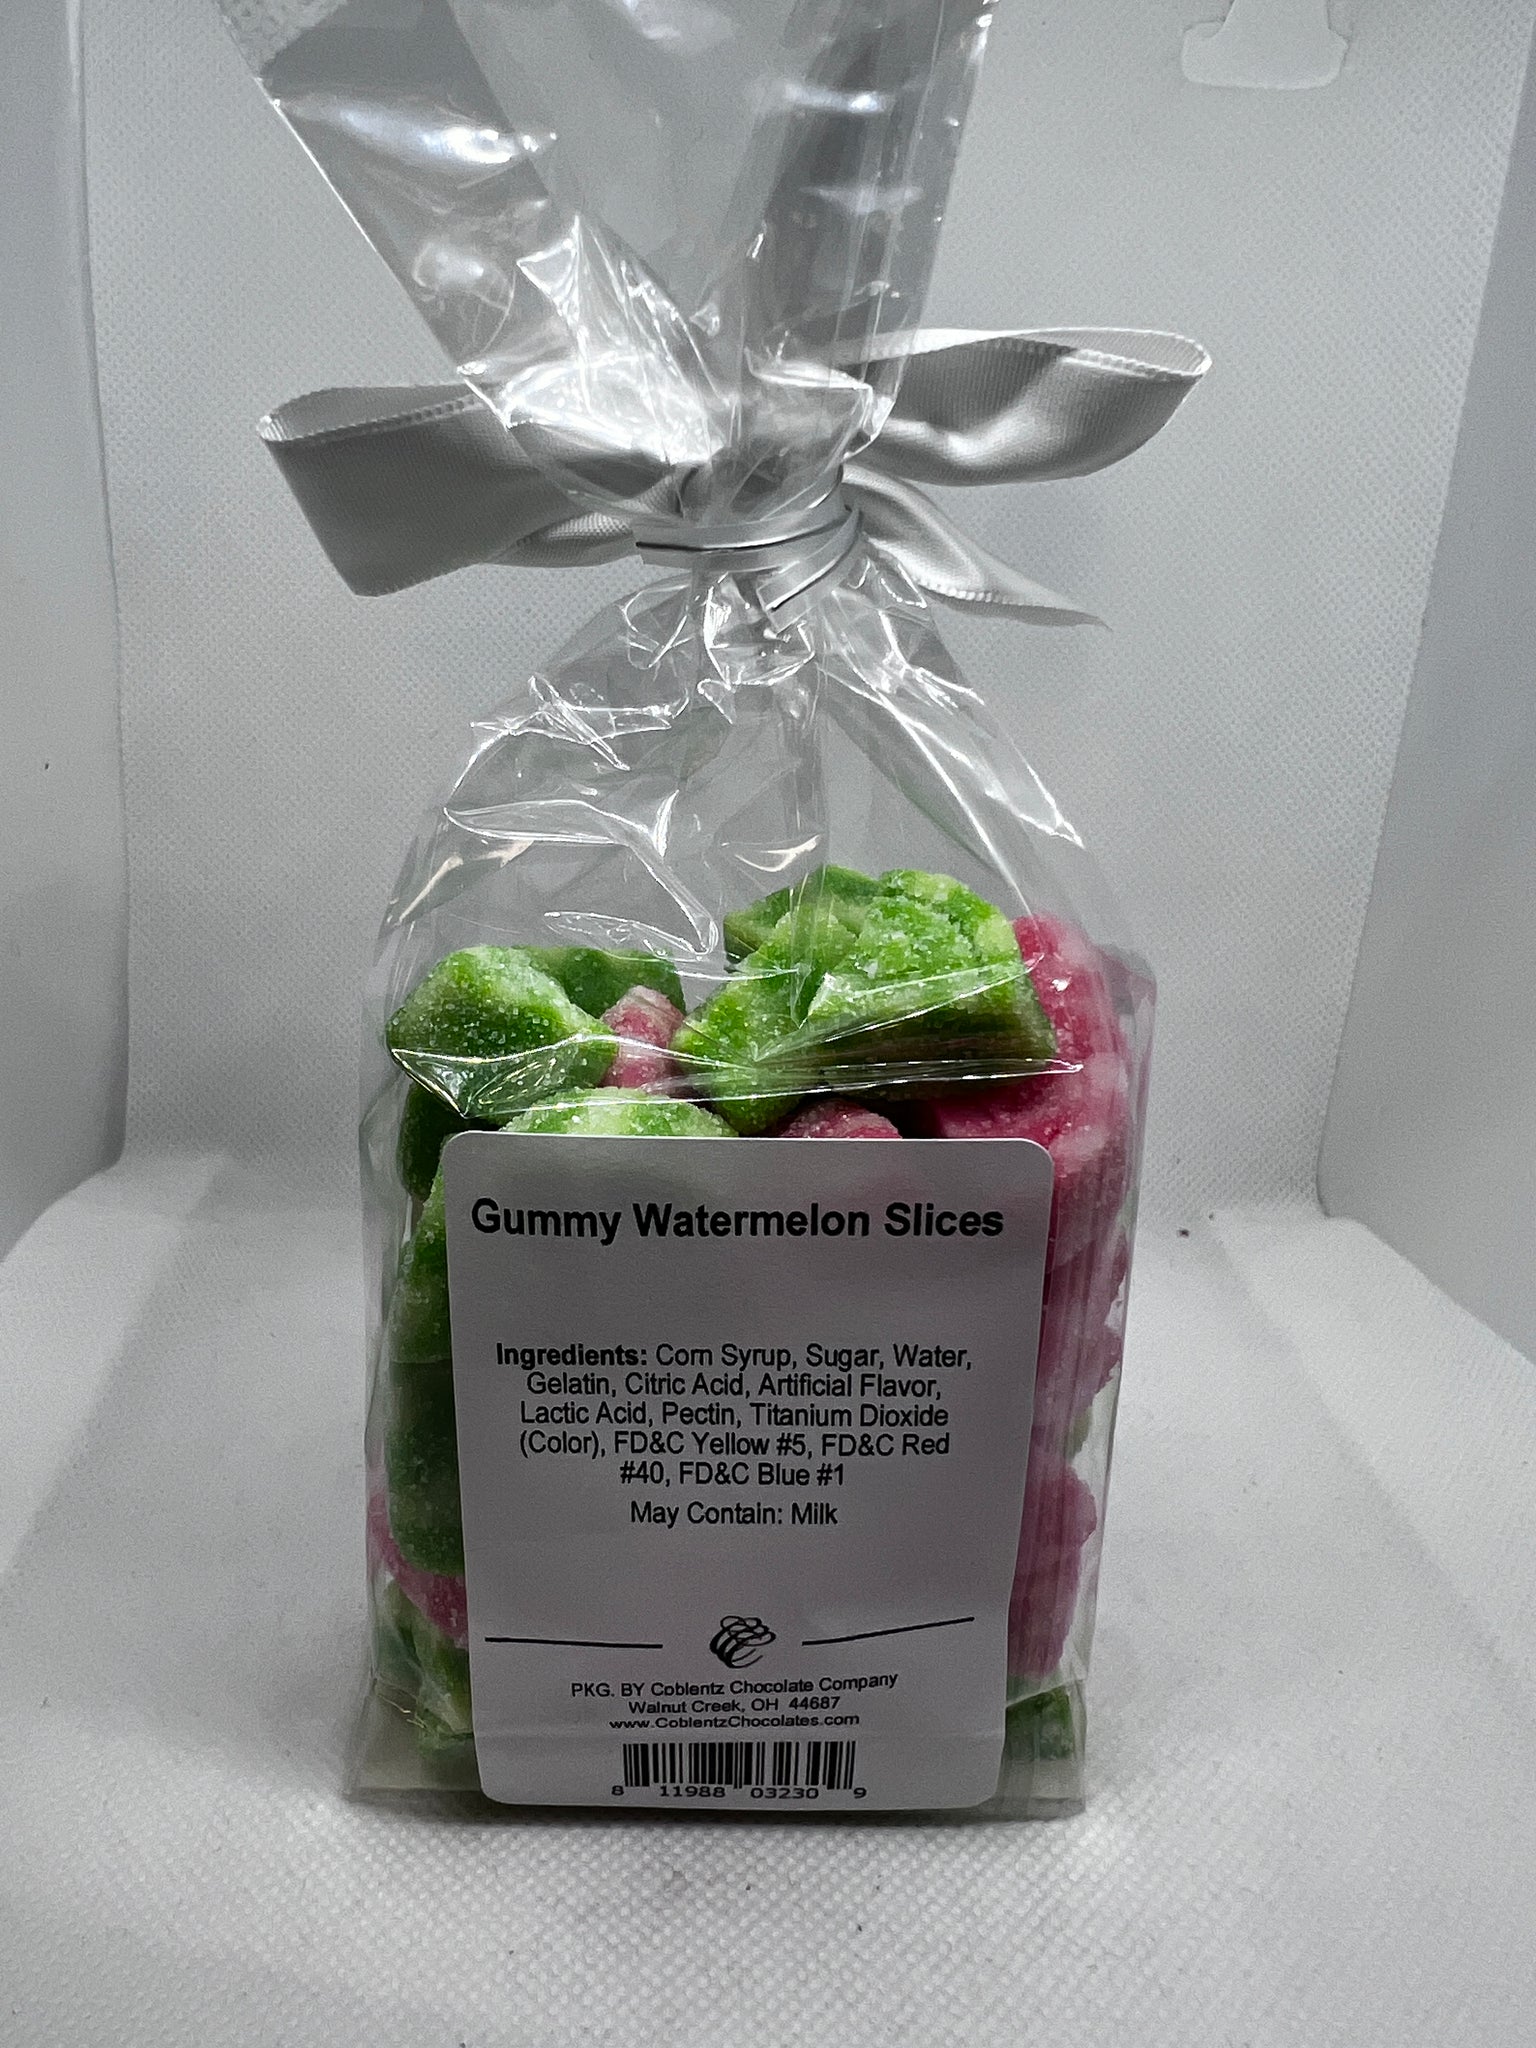 Gummy Watermelon Slices
Ingredients: Corn Syrup, Sugar, Water,
Gelatin, Citric Acid, Artificial Flavor,
Lactic Acid, Pectin, Titanium Dioxide
(Color), FD&C Yellow #5, FD&C Red
#40, FD&C Blue #1
May Contain: Milk
PKG. BY Coblentz Chocolate Company
Walnut Creek, OH 44687
www.CoblentzChocolates.com
8 11988 03230 9